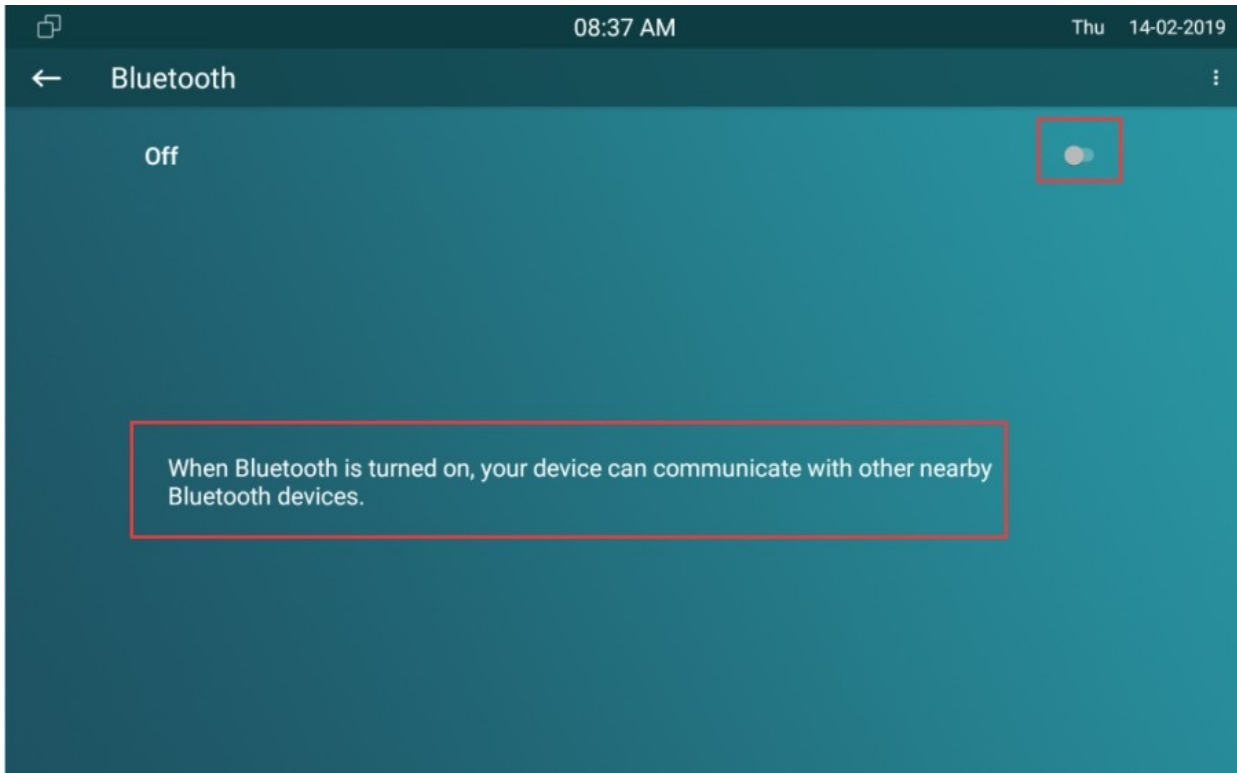 08:37 AM
Thu 14-02-2019
Bluetooth
Off
When Bluetooth is turned on, your device can communicate with other nearby
Bluetooth devices.